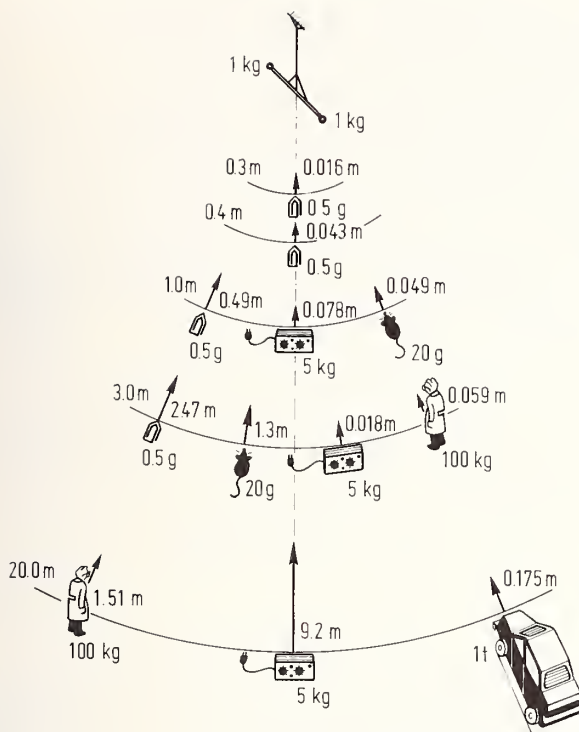 1 kg
1 kg
0.3 m
0.016 m
0.5 g
0.4 m
0.043 m
0.5 g
1.0 m
0.49 m
0.078 m
0.049 m
0.5 g
5 kg
20 g
3.0 m
2.47 m
1.3 m
0.018 m
0.059 m
0.5 g
20 g
5 kg
100 kg
20.0 m
1.51 m
9.2 m
0.175 m
100 kg
5 kg
1 t